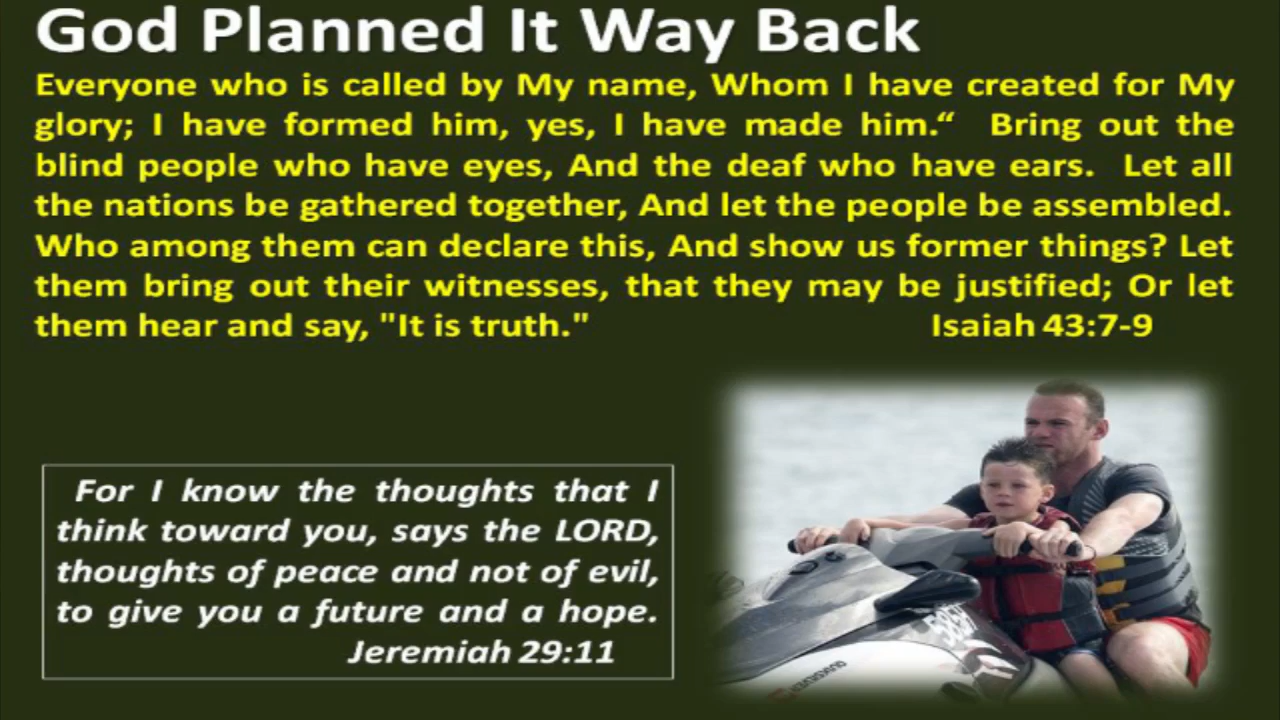 God Planned It Way Back
Everyone who is called by My name, Whom I have created for My
glory; I have formed him, yes, I have made him.“ Bring out the
blind people who have eyes, And the deaf who have ears. Let all
the nations be gathered together, And let the people be assembled.
Who among them can declare this, And show us former things? Let
them bring out their witnesses, that they may be justified; Or let
them hear and say, "It is truth." Isaiah 43:7-9
For I know the thoughts that I
think toward you, says the LORD,
thoughts of peace and not of evil,
to give you a future and a hope.
Jeremiah 29:11